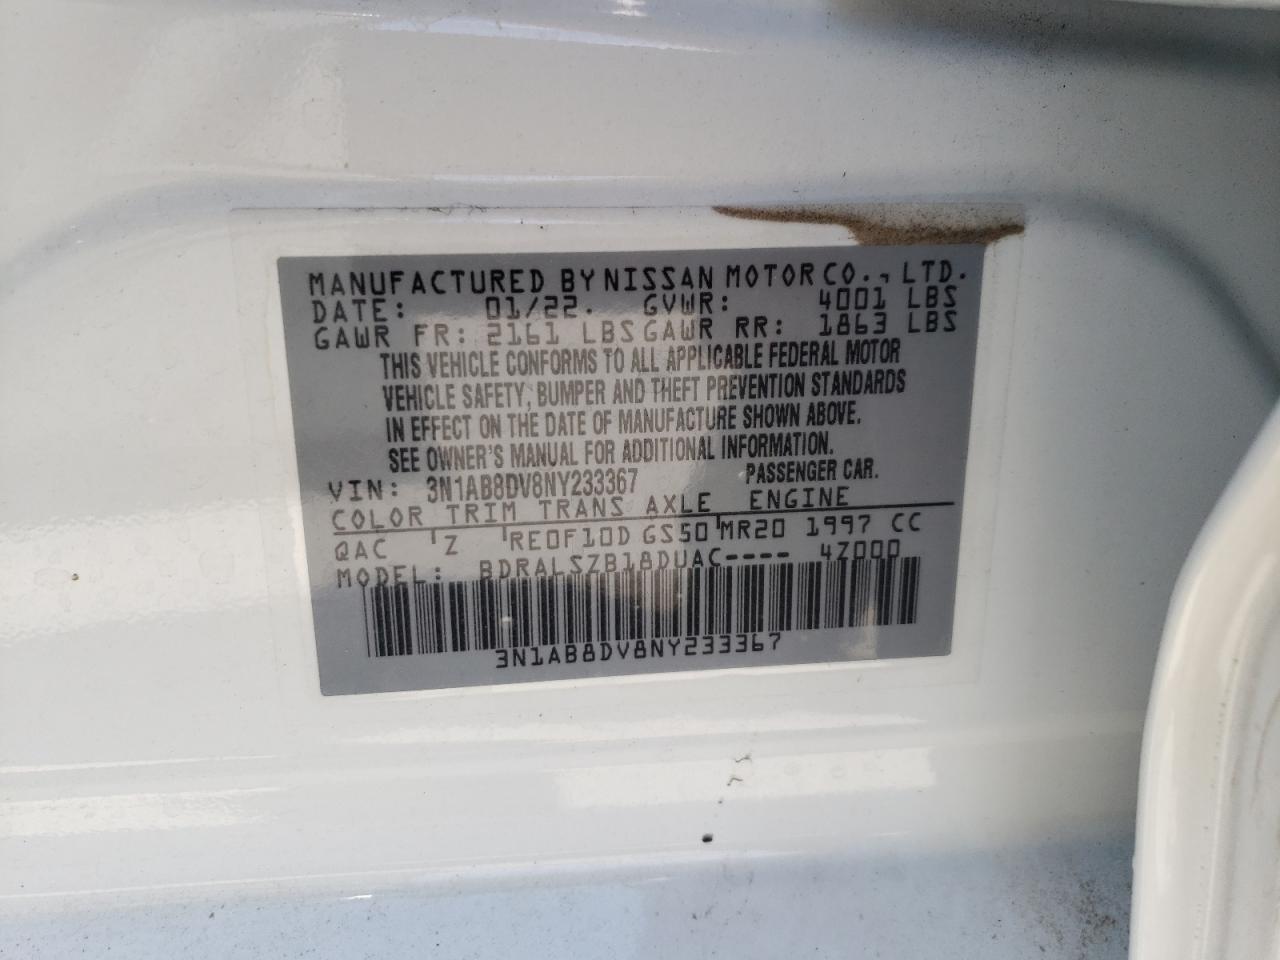 MANUFACTURED BY NISSAN MOTOR CO., LTD.
DATE: 01/22. GVWR: 4001 LBS
GAWR FR: 2161 LBS GAWR RR: 1863 LBS
THIS VEHICLE CONFORMS TO ALL APPLICABLE FEDERAL MOTOR
VEHICLE SAFETY, BUMPER AND THEFT PREVENTION STANDARDS
IN EFFECT ON THE DATE OF MANUFACTURE SHOWN ABOVE.
SEE OWNER'S MANUAL FOR ADDITIONAL INFORMATION.
VIN: 3N1AB8DV8NY233367 PASSENGER CAR.
COLOR TRIM TRANS AXLE ENGINE
QAC Z RE0F10D GS50 MR20 1997 CC
MODEL: BDRALSZB18DUAC---- 4Z000
3N1AB8DV8NY233367